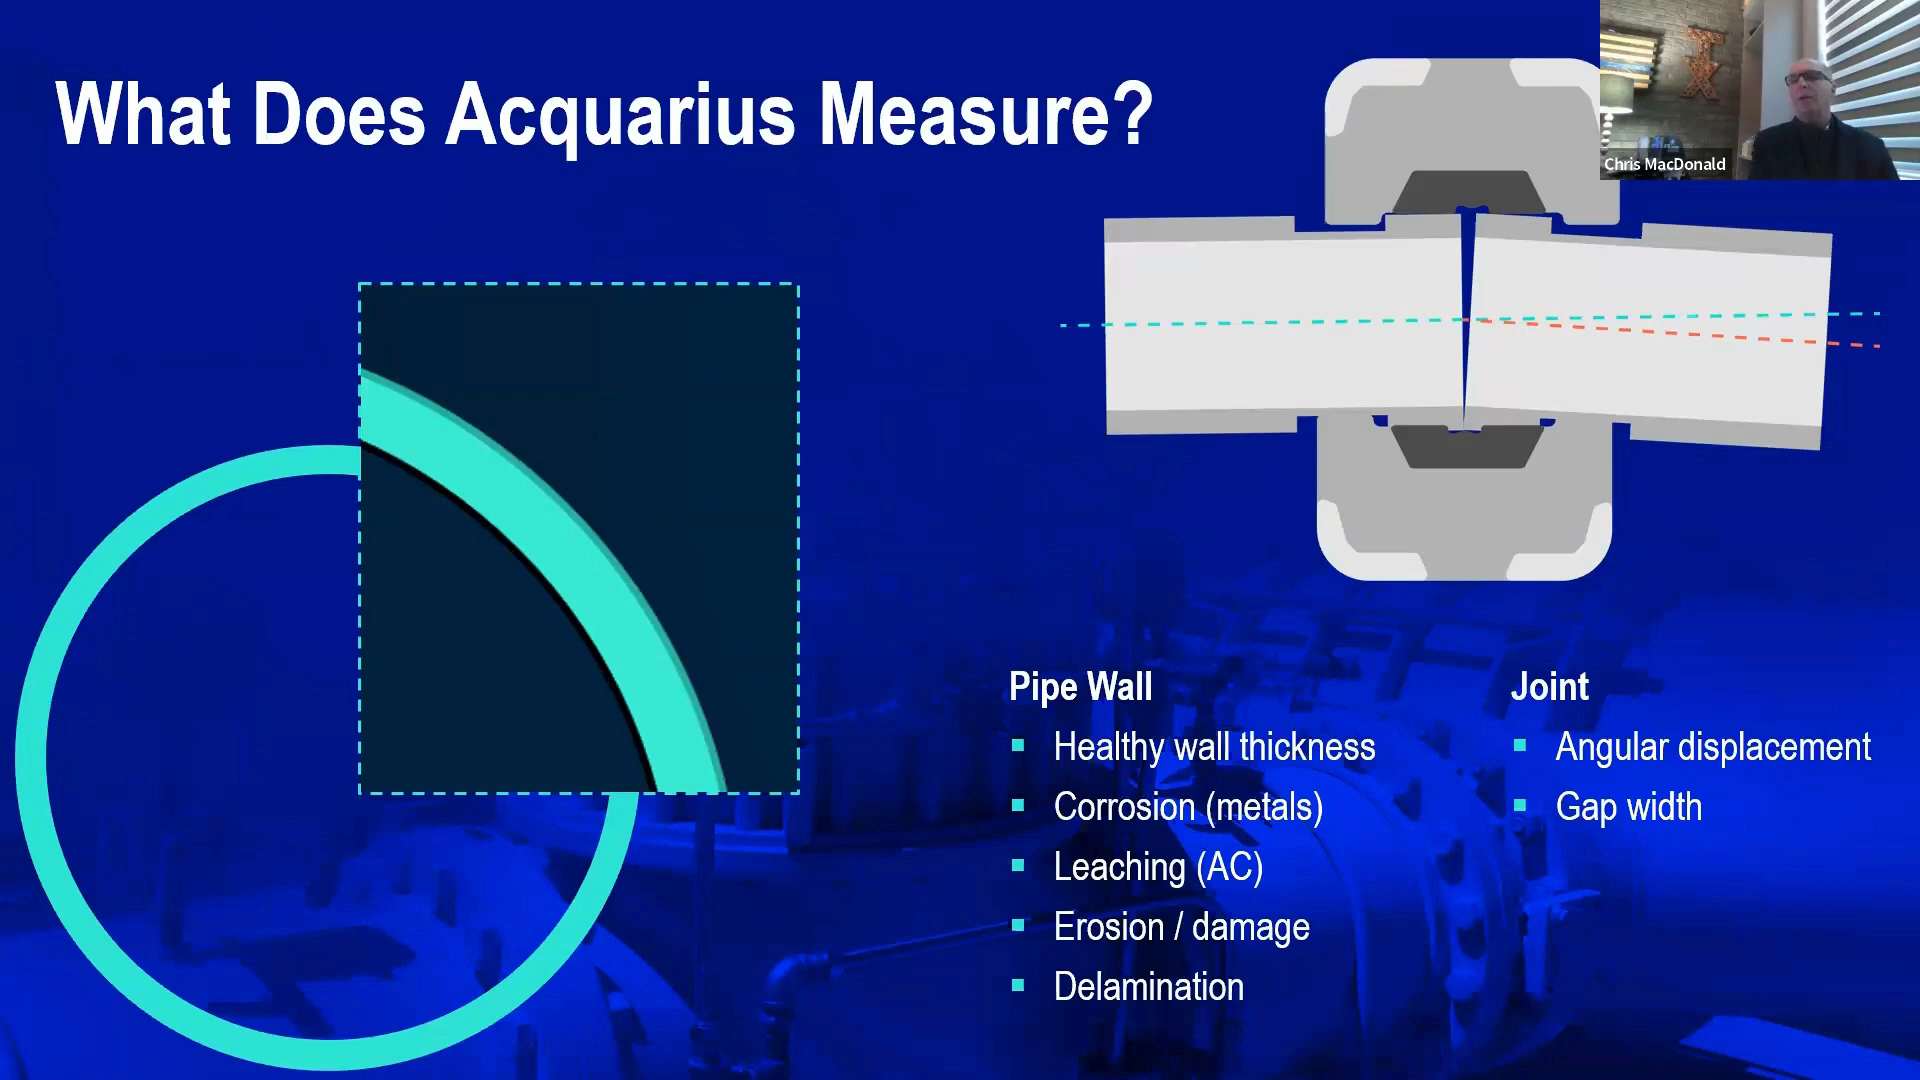 What Does Acquarius Measure?
Chris MacDonald
Pipe Wall
Healthy wall thickness
Corrosion (metals)
Leaching (AC)
Erosion / damage
Delamination
Joint
Angular displacement
Gap width